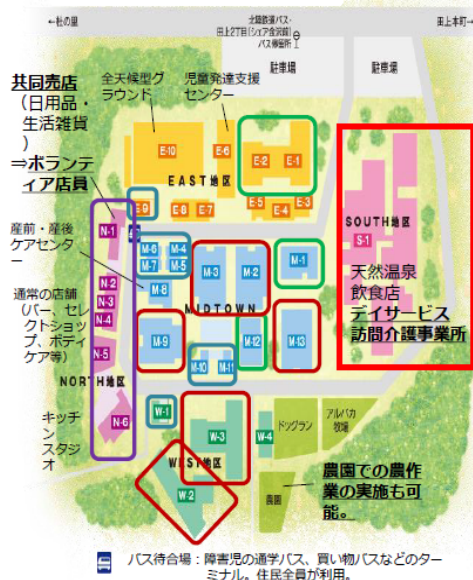 ←杜の里
北陸鉄道バス・
田上2丁目(シェア金沢前)
バス停留所
田上本町→
駐車場
駐車場
共同売店
(日用品・
生活雑貨
)
⇒ボランテ
ィア店員
全天候型グ
ラウンド
児童発達支援
センター
E-10
E-6
E-2
E-1
EAST地区
E-9
E-8
E-7
E-5
E-4
E-3
SOUTH地区
S-1
天然温泉
飲食店
デイサービス
訪問介護事業所
産前・産後
ケアセンタ
ー
N-1
M-6
M-4
M-7
M-5
M-3
M-2
M-1
M-8
通常の店舗
(バー、セレ
クトショッ
プ、ボディ
ケア等)
N-2
N-3
N-4
N-5
MIDTOWN
M-9
M-12
M-13
M-10
M-11
NORTH地区
キッチ
ン
スタジ
オ
N-6
W-1
W-3
W-4
WEST地区
W-2
ドッグラン
アルパカ
牧場
農園
農園での農作
業の実施も可
能。
バス待合場:障害児の通学バス、買い物バスなどのター
ミナル。住民全員が利用。